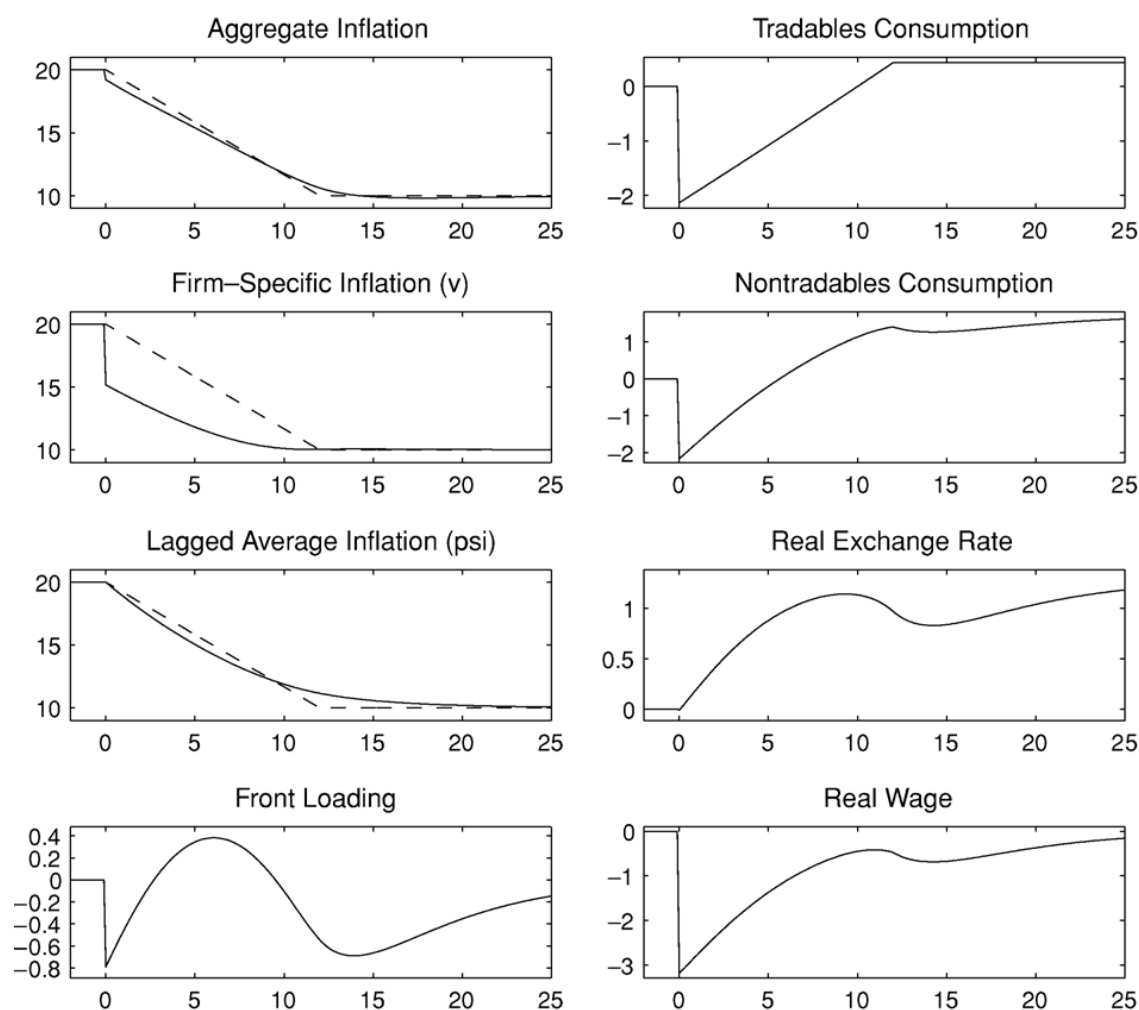 Aggregate Inflation
20
15
10
0 5 10 15 20 25
Tradables Consumption
0
−1
−2
0 5 10 15 20 25
Firm−Specific Inflation (v)
20
15
10
0 5 10 15 20 25
Nontradables Consumption
1
0
−1
−2
0 5 10 15 20 25
Lagged Average Inflation (psi)
20
15
10
0 5 10 15 20 25
Real Exchange Rate
1
0.5
0
0 5 10 15 20 25
Front Loading
0.4
0.2
0
−0.2
−0.4
−0.6
−0.8
0 5 10 15 20 25
Real Wage
0
−1
−2
−3
0 5 10 15 20 25